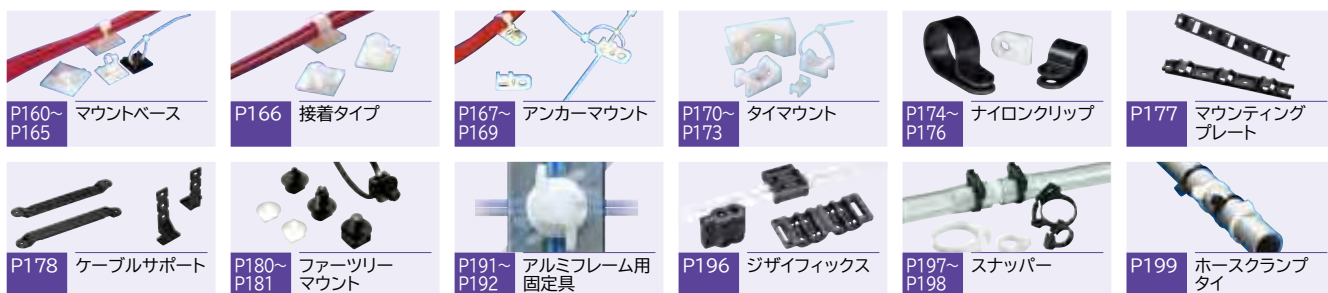 P160~
P165
マウントベース
P166
接着タイプ
P167~
P169
アンカーマウント
P170~
P173
タイマウント
P174~
P176
ナイロンクリップ
P177
マウンティング
プレート
P178
ケーブルサポート
P180~
P181
ファーツリー
マウント
P191~
P192
アルミフレーム用
固定具
P196
ジザイフィックス
P197~
P198
スナッパー
P199
ホースクランプ
タイ